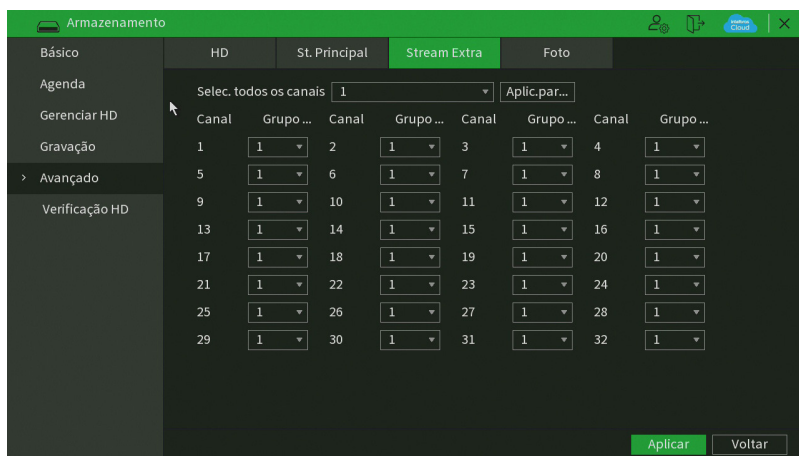 Armazenamento
intelbras
Cloud
Básico
Agenda
Gerenciar HD
Gravação
> Avançado
Verificação HD
HD St. Principal Stream Extra Foto
Selec. todos os canais 1 Aplic.par...
Canal Grupo ... Canal Grupo ... Canal Grupo ... Canal Grupo ...
1 1 2 1 3 1 4 1
5 1 6 1 7 1 8 1
9 1 10 1 11 1 12 1
13 1 14 1 15 1 16 1
17 1 18 1 19 1 20 1
21 1 22 1 23 1 24 1
25 1 26 1 27 1 28 1
29 1 30 1 31 1 32 1
Aplicar Voltar